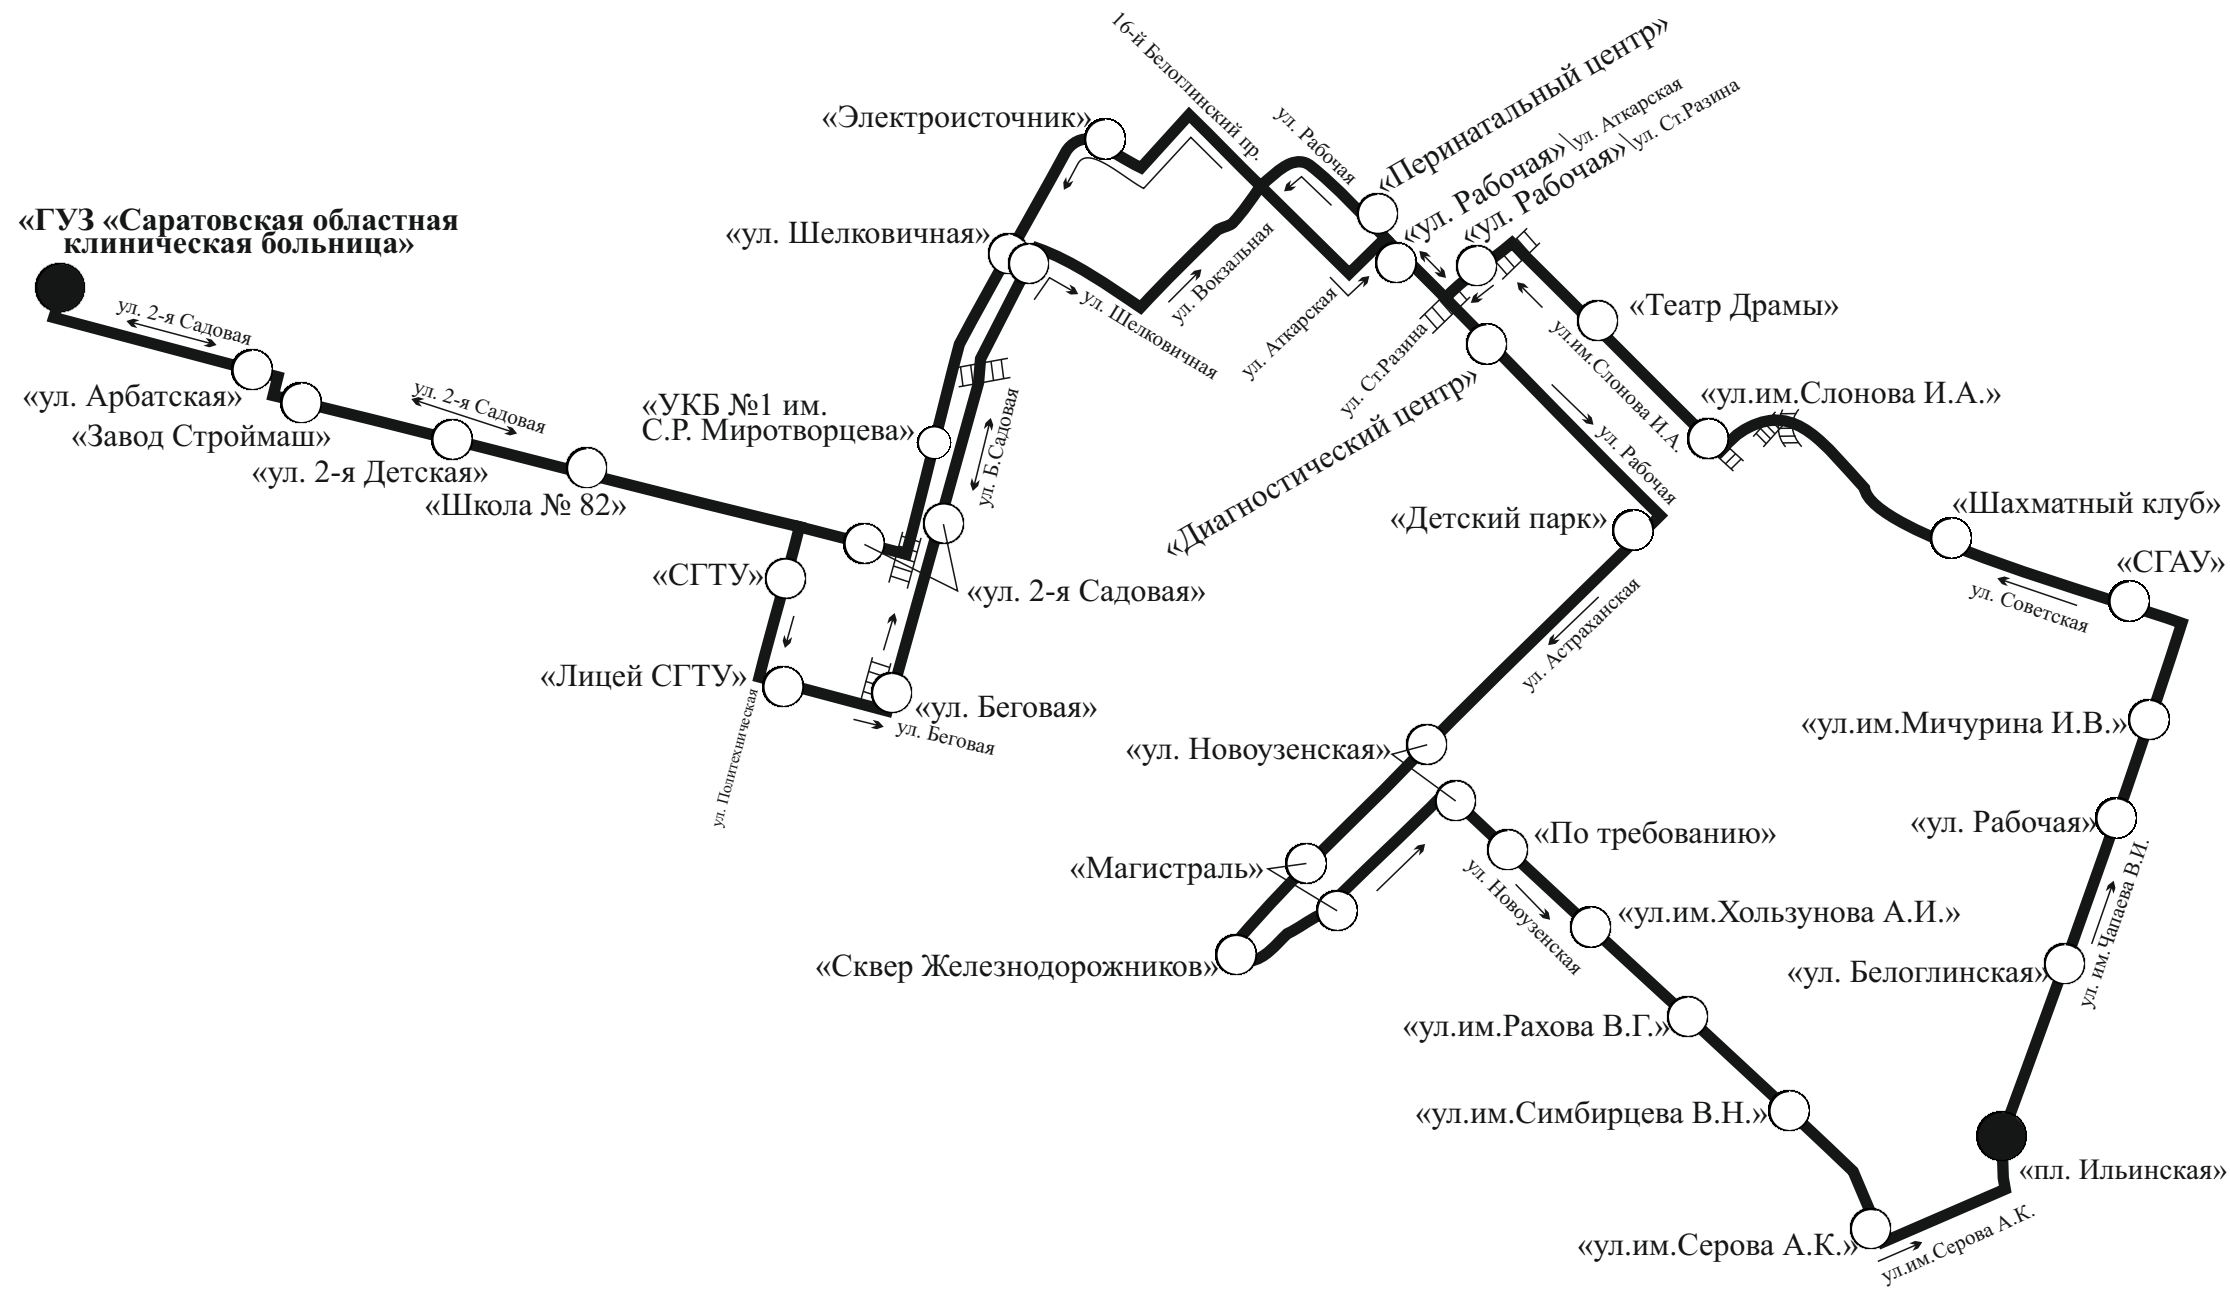 16-й Белоглинский пр.
«Перинатальный центр»
ул. Рабочая
«ул. Рабочая»\ул. Аткарская
«ул. Рабочая»\ул. Ст.Разина
«Электроисточник»
«ГУЗ «Саратовская областная
клиническая больница»
«ул. Шелковичная»
ул. 2-я Садовая
ул. Вокзальная
ул. Шелковичная
ул. Аткарская
ул. Ст.Разина
«Театр Драмы»
ул.им.Слонова И.А.
«ул.им.Слонова И.А.»
«ул. Арбатская»
«Завод Строймаш»
ул. 2-я Садовая
«ул. 2-я Детская»
«Школа № 82»
«УКБ №1 им.
С.Р. Миротворцева»
ул. Б.Садовая
«Диагностический центр»
ул. Рабочая
«Детский парк»
«Шахматный клуб»
«СГАУ»
ул. Советская
«СГТУ»
«ул. 2-я Садовая»
«Лицей СГТУ»
«ул. Беговая»
ул. Беговая
ул. Политехническая
ул. Астраханская
«ул. Новоузенская»
«ул.им.Мичурина И.В.»
«ул. Рабочая»
«По требованию»
ул. Новоузенская
«Магистраль»
«ул.им.Хользунова А.И.»
ул. им.Чапаева В.И.
«Сквер Железнодорожников»
«ул. Белоглинская»
«ул.им.Рахова В.Г.»
«ул.им.Симбирцева В.Н.»
«пл. Ильинская»
«ул.им.Серова А.К.»
ул.им.Серова А.К.